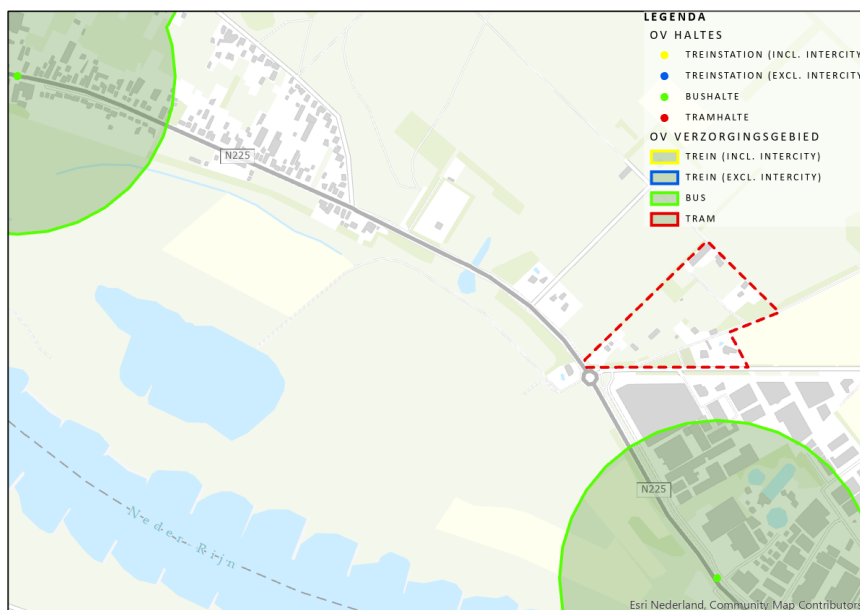 LEGENDA
OV HALTES
TREINSTATION (INCL. INTERCITY
TREINSTATION (EXCL. INTERCITY
BUSHALTE
TRAMHALTE
OV VERZORGINGSGEBIED
TREIN (INCL. INTERCITY)
TREIN (EXCL. INTERCITY)
BUS
TRAM
N225
N225
Neder-Rijn
Esri Nederland, Community Map Contributors